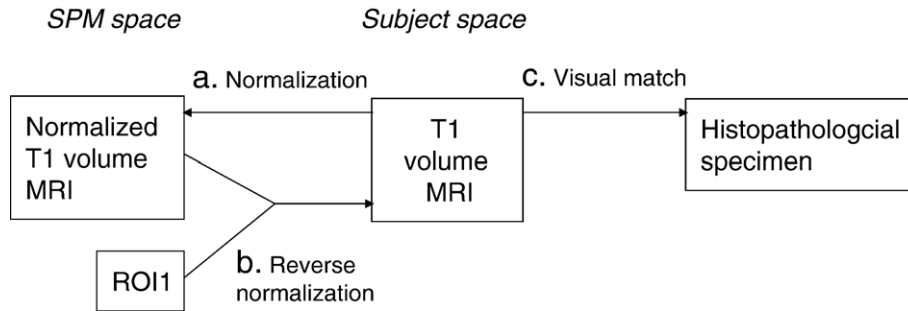 SPM space
Subject space
a. Normalization
c. Visual match
Normalized
T1 volume
MRI
T1
volume
MRI
Histopathologcial
specimen
ROI1
b. Reverse
normalization